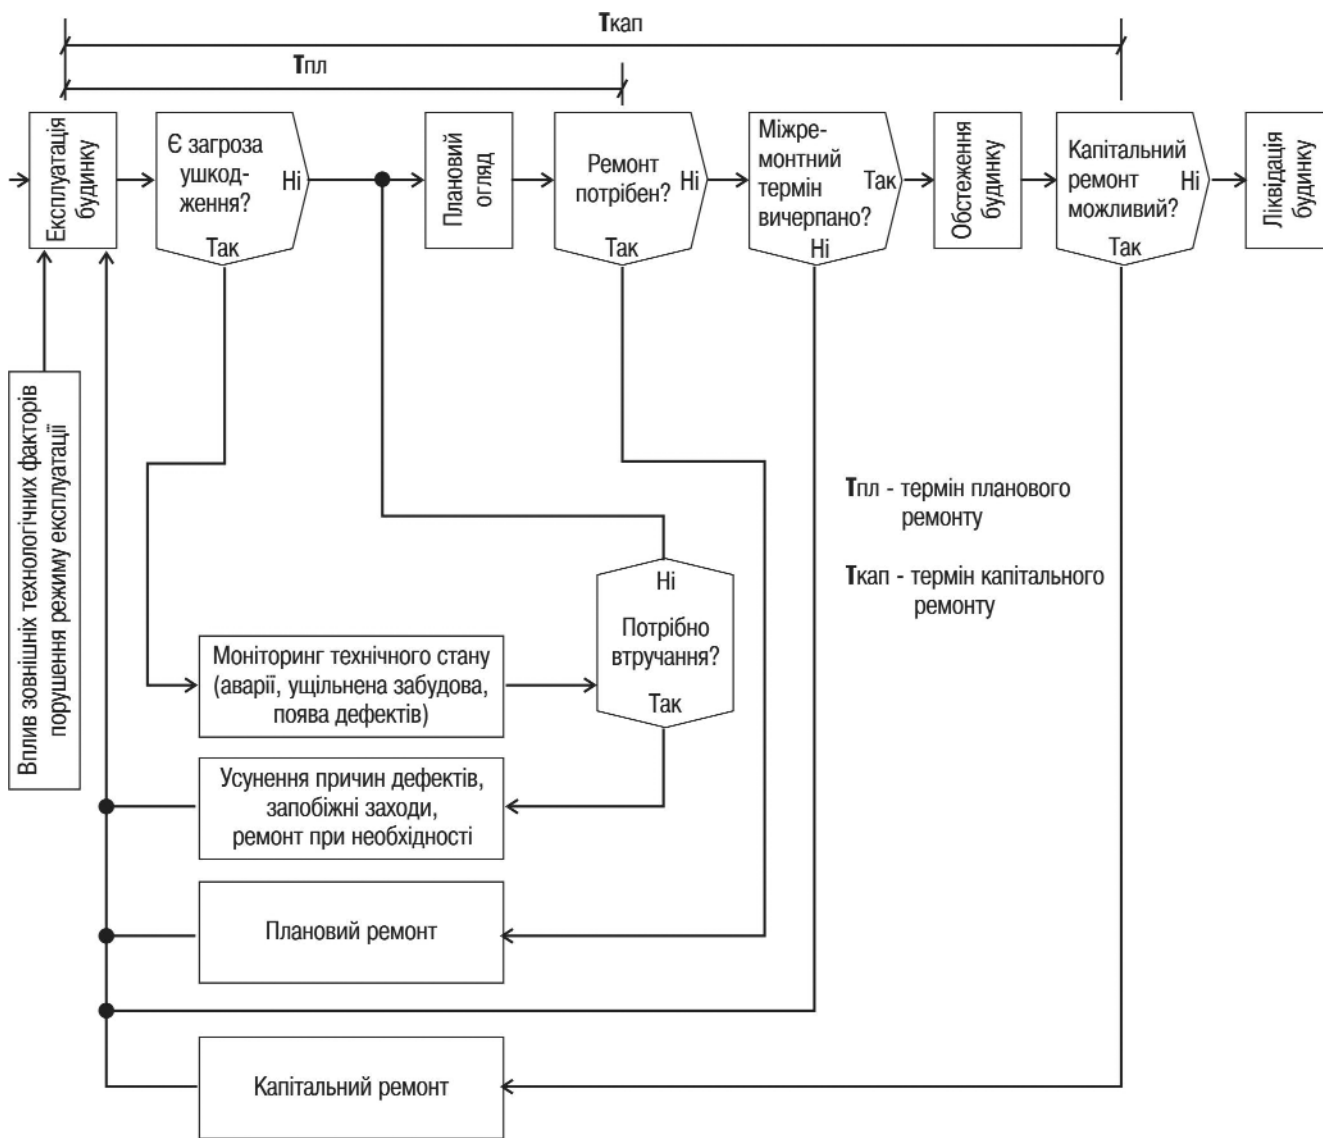 Ткап
Тпл
Експлуатація
будинку
Є загроза
ушкод-
ження?
Ні
Так
Плановий
огляд
Ремонт
потрібен?
Ні
Так
Міжре-
монтний
термін
вичерпано?
Так
Ні
Обстеження
будинку
Капітальний
ремонт
можливий?
Ні
Так
Ліквідація
будинку
Вплив зовнішніх технологічних факторів
порушення режиму експлуатації
Тпл - термін планового
ремонту
Ткап - термін капітального
ремонту
Ні
Потрібно
втручання?
Так
Моніторинг технічного стану
(аварії, ущільнена забудова,
поява дефектів)
Усунення причин дефектів,
запобіжні заходи,
ремонт при необхідності
Плановий ремонт
Капітальний ремонт